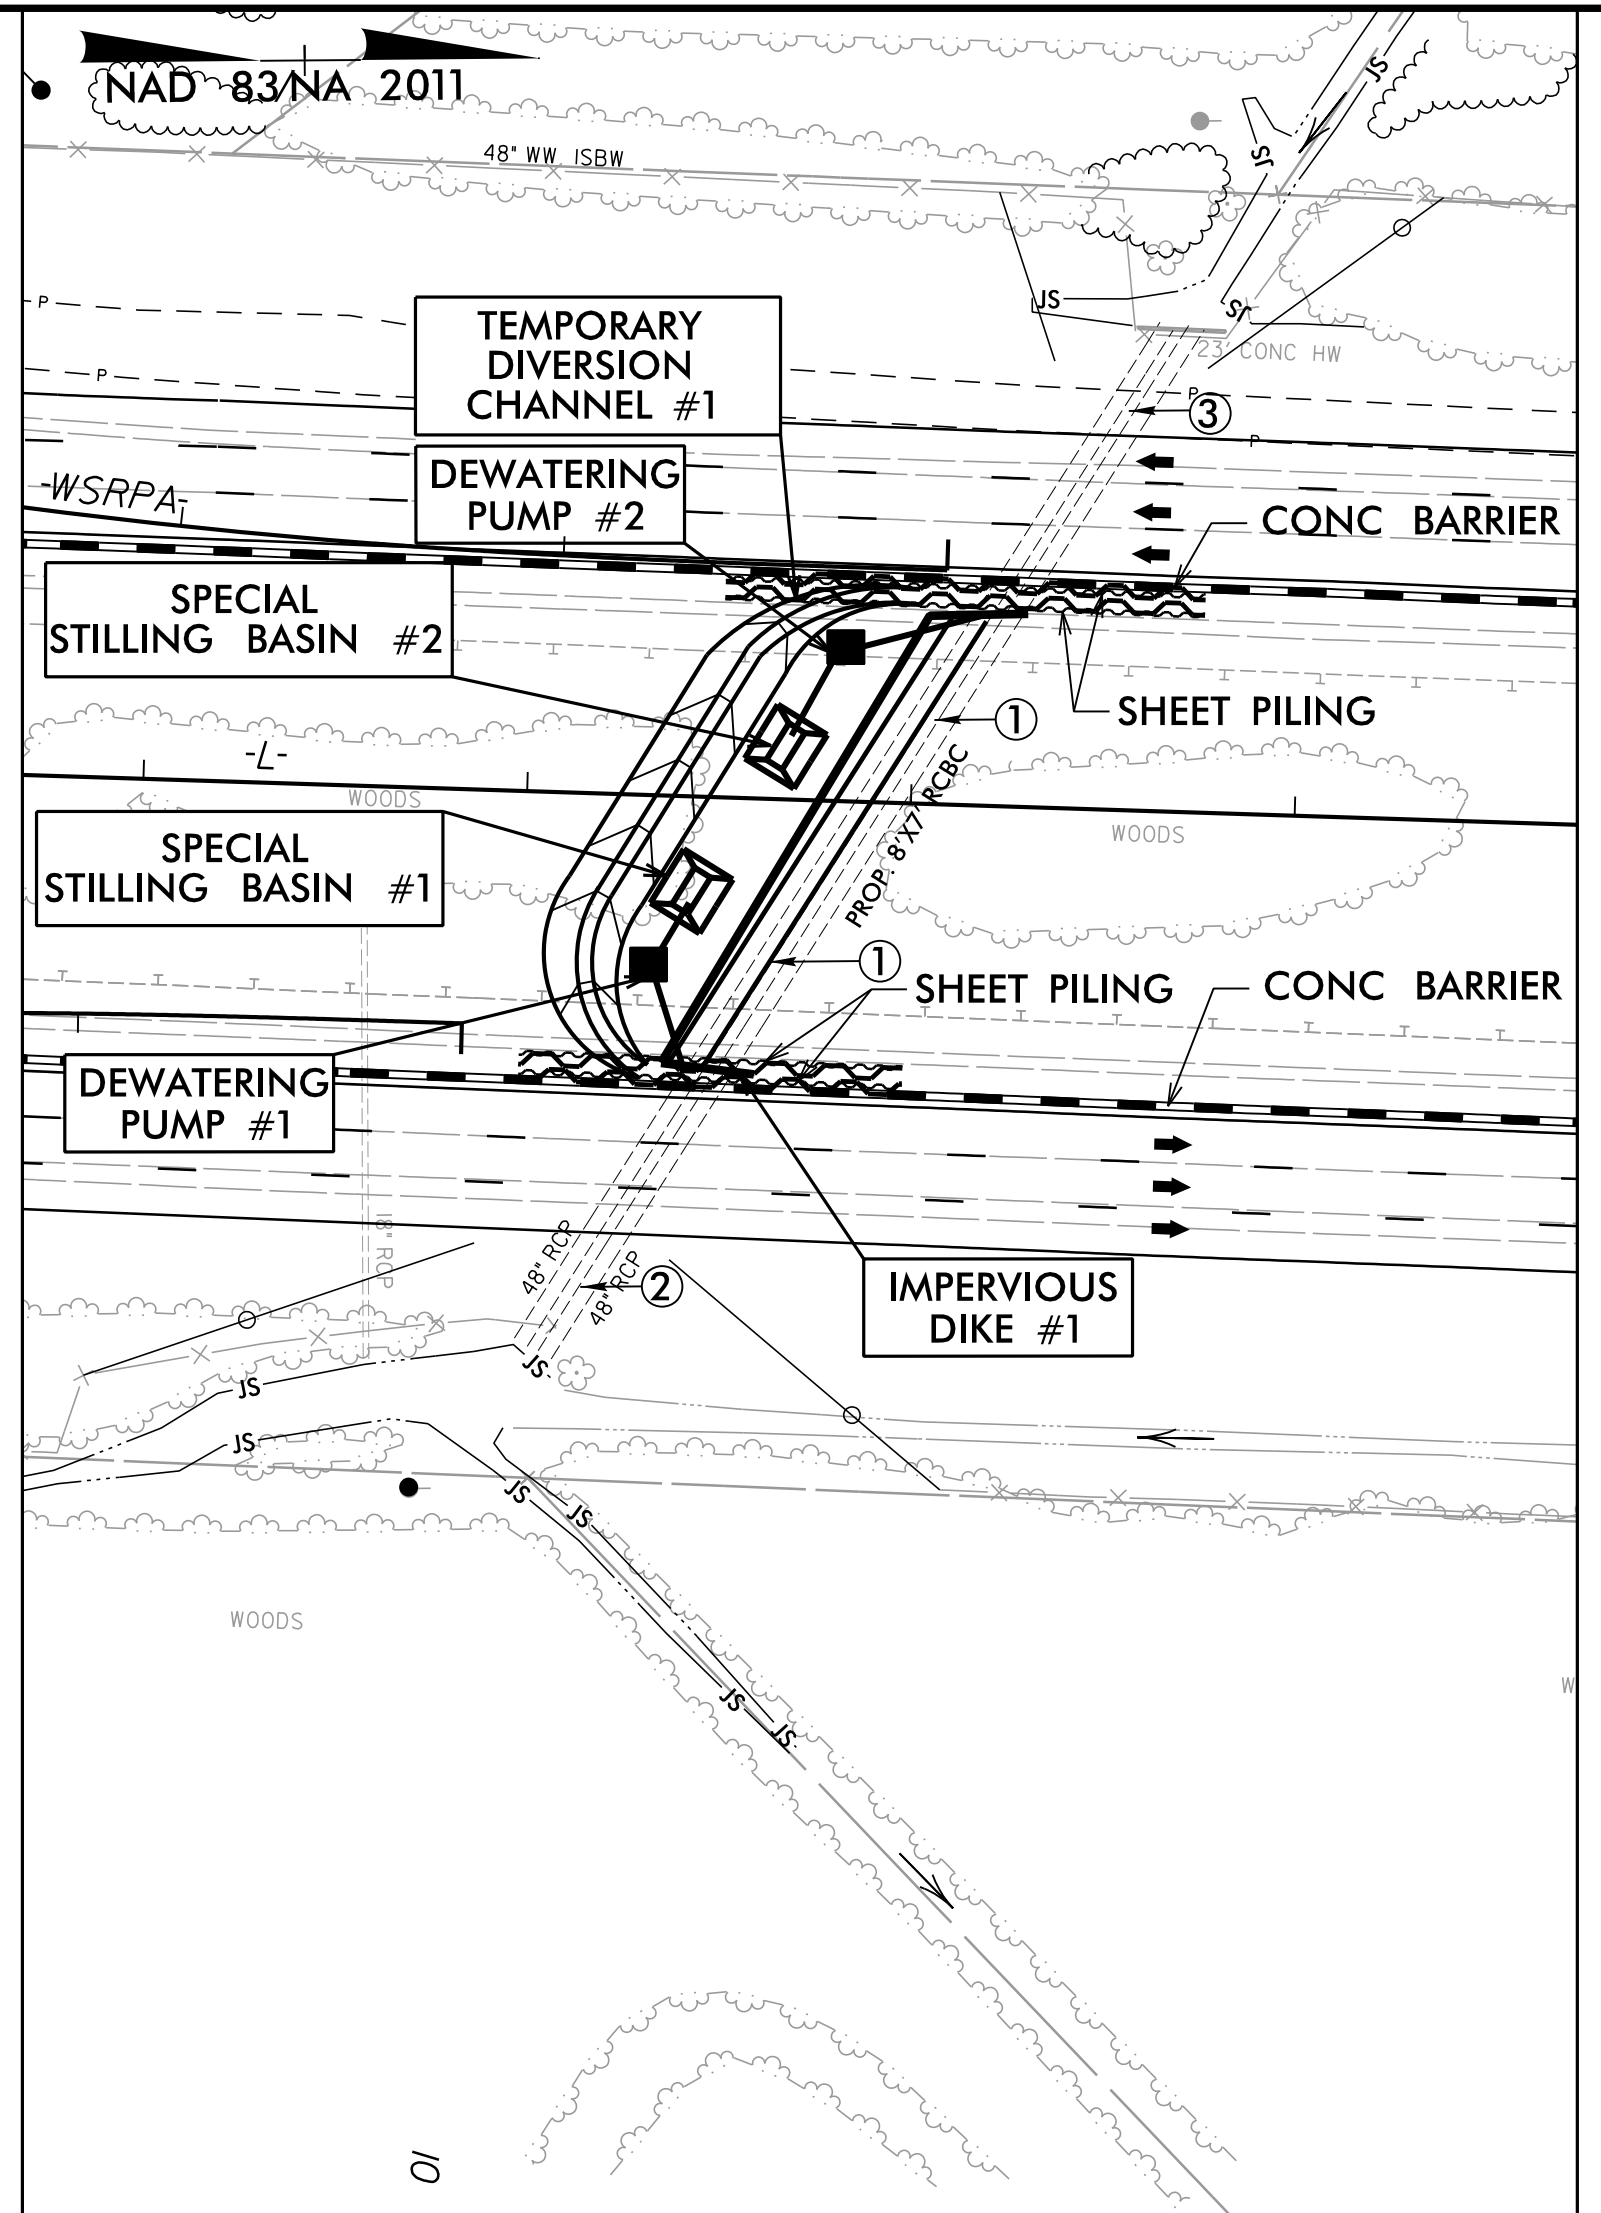 NAD 83/NA 2011
48" WW ISBW
JS
JS
JS
JS
23' CONC HW
P
P
P
P
TEMPORARY
DIVERSION
CHANNEL #1
3
DEWATERING
PUMP #2
-WSRPA-
CONC BARRIER
SPECIAL
STILLING BASIN #2
SHEET PILING
1
-L-
WOODS
PROP. 8'X7' RCBC
WOODS
SPECIAL
STILLING BASIN #1
1
SHEET PILING
CONC BARRIER
DEWATERING
PUMP #1
18" RCP
48" RCP
48" RCP
2
IMPERVIOUS
DIKE #1
JS
JS
JS
JS
JS
WOODS
JS
JS
W
10